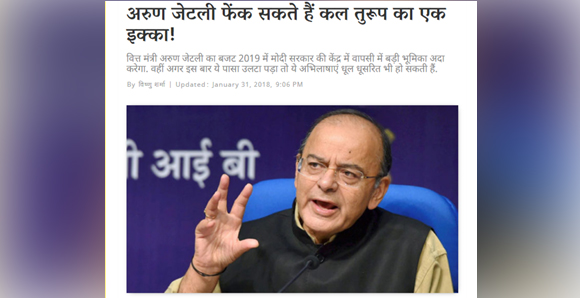 अरुण जेटली फेंक सकते हैं कल तुरूप का एक
इक्का!
वित्त मंत्री अरुण जेटली का बजट 2019 में मोदी सरकार की केंद्र में वापसी में बड़ी भूमिका अदा
करेगा. वहीं अगर इस बार ये पासा उलटा पड़ा तो ये अभिलाषाएं धूल धूसरित भी हो सकती हैं.
By विष्णु शर्मा | Updated: January 31, 2018, 9:06 PM
सी आई बी